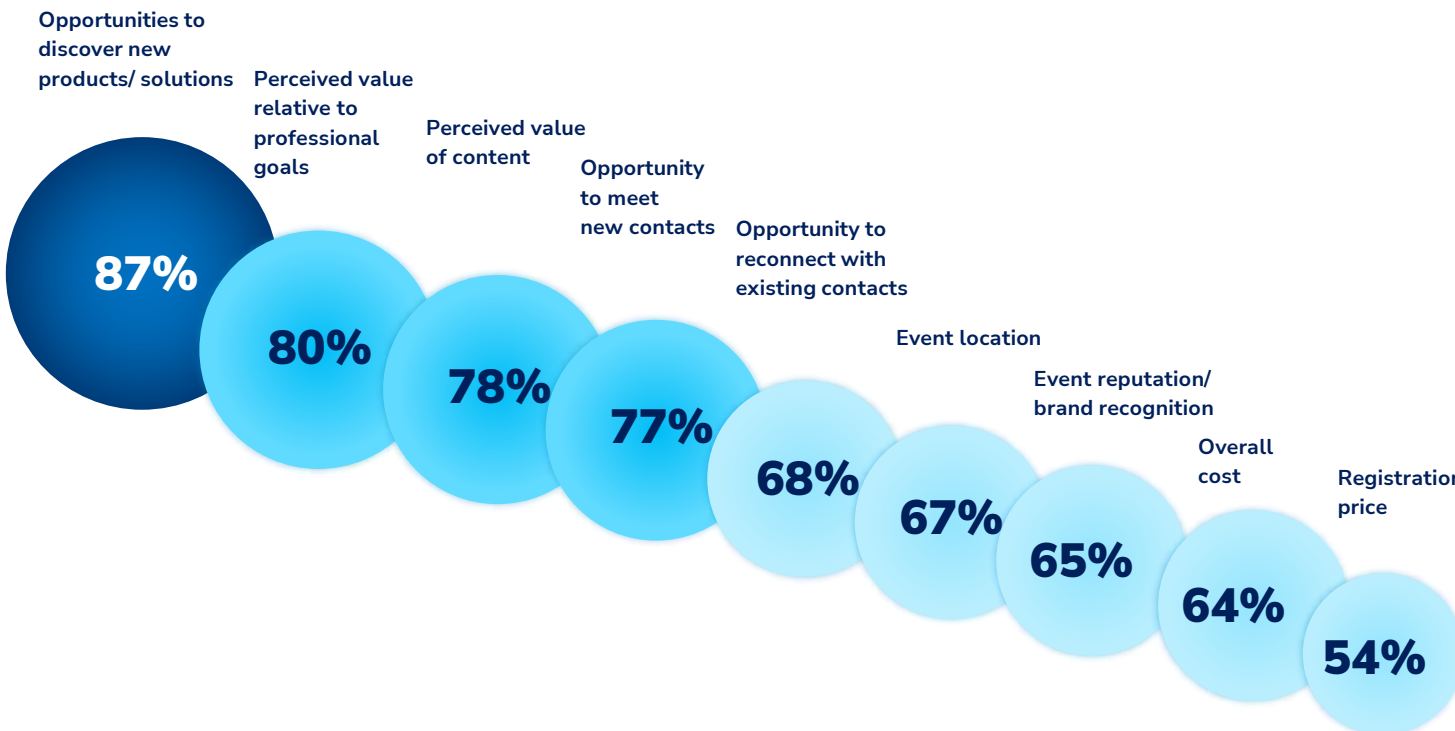 Opportunities to
discover new
products/ solutions
87%
Perceived value
relative to
professional
goals
80%
Perceived value
of content
78%
Opportunity
to meet
new contacts
77%
Opportunity to
reconnect with
existing contacts
68%
Event location
67%
Event reputation/
brand recognition
65%
Overall
cost
64%
Registration
price
54%